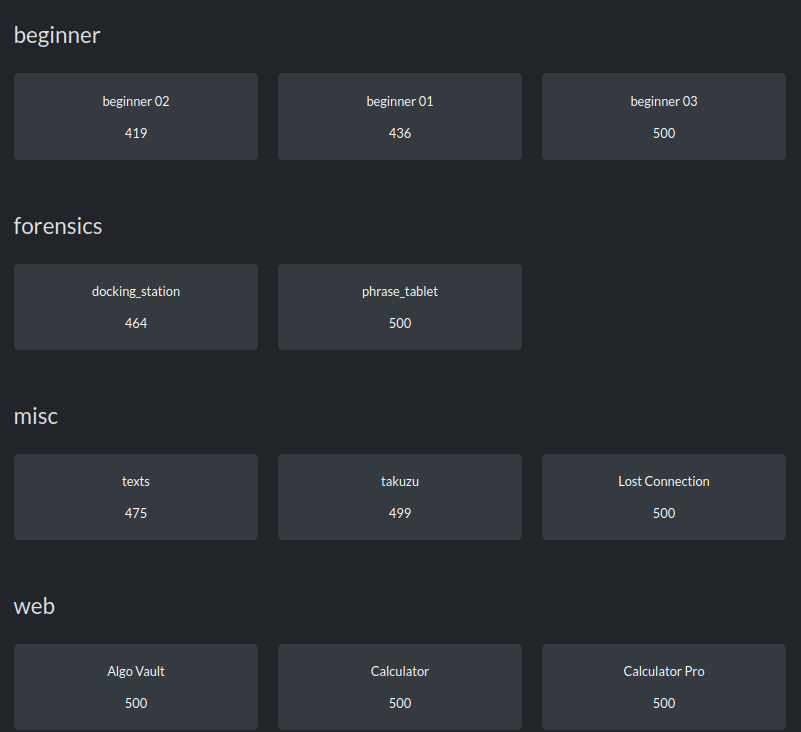 beginner
beginner 02
beginner 01
beginner 03
419
436
500
forensics
docking_station
phrase_tablet
464
500
misc
texts
takuzu
Lost Connection
475
499
500
web
Algo Vault
Calculator
Calculator Pro
500
500
500